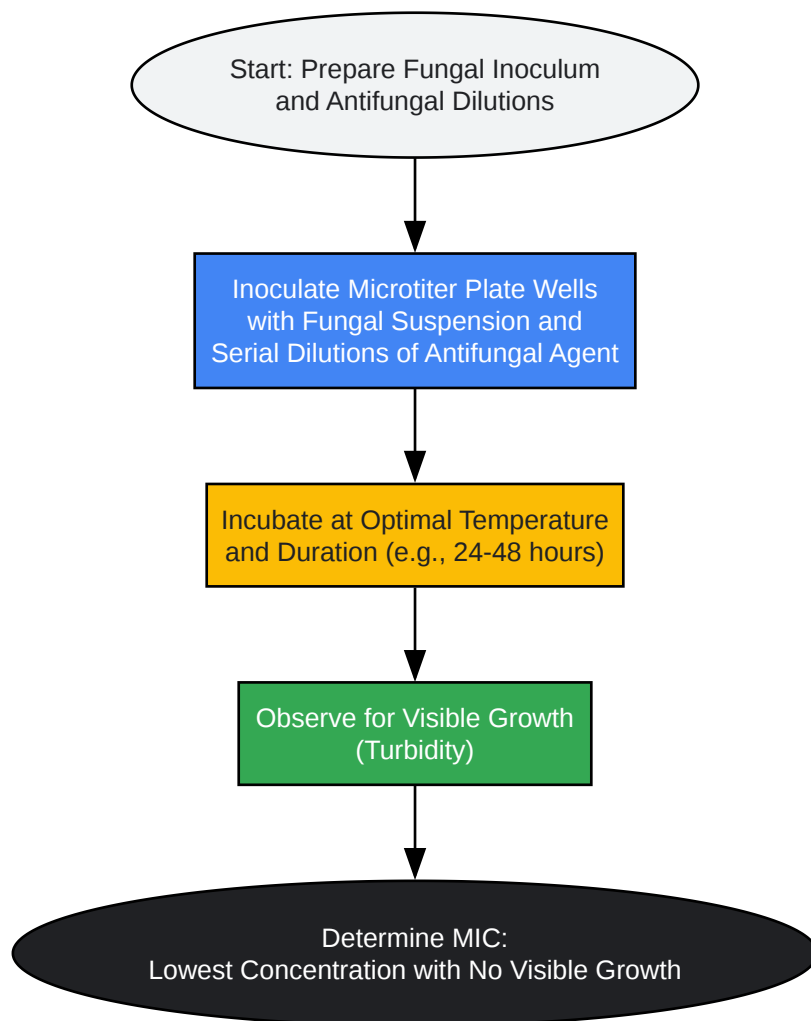 Start: Prepare Fungal Inoculum
and Antifungal Dilutions
Inoculate Microtiter Plate Wells
with Fungal Suspension and
Serial Dilutions of Antifungal Agent
Incubate at Optimal Temperature
and Duration (e.g., 24-48 hours)
Observe for Visible Growth
(Turbidity)
Determine MIC:
Lowest Concentration with No Visible Growth